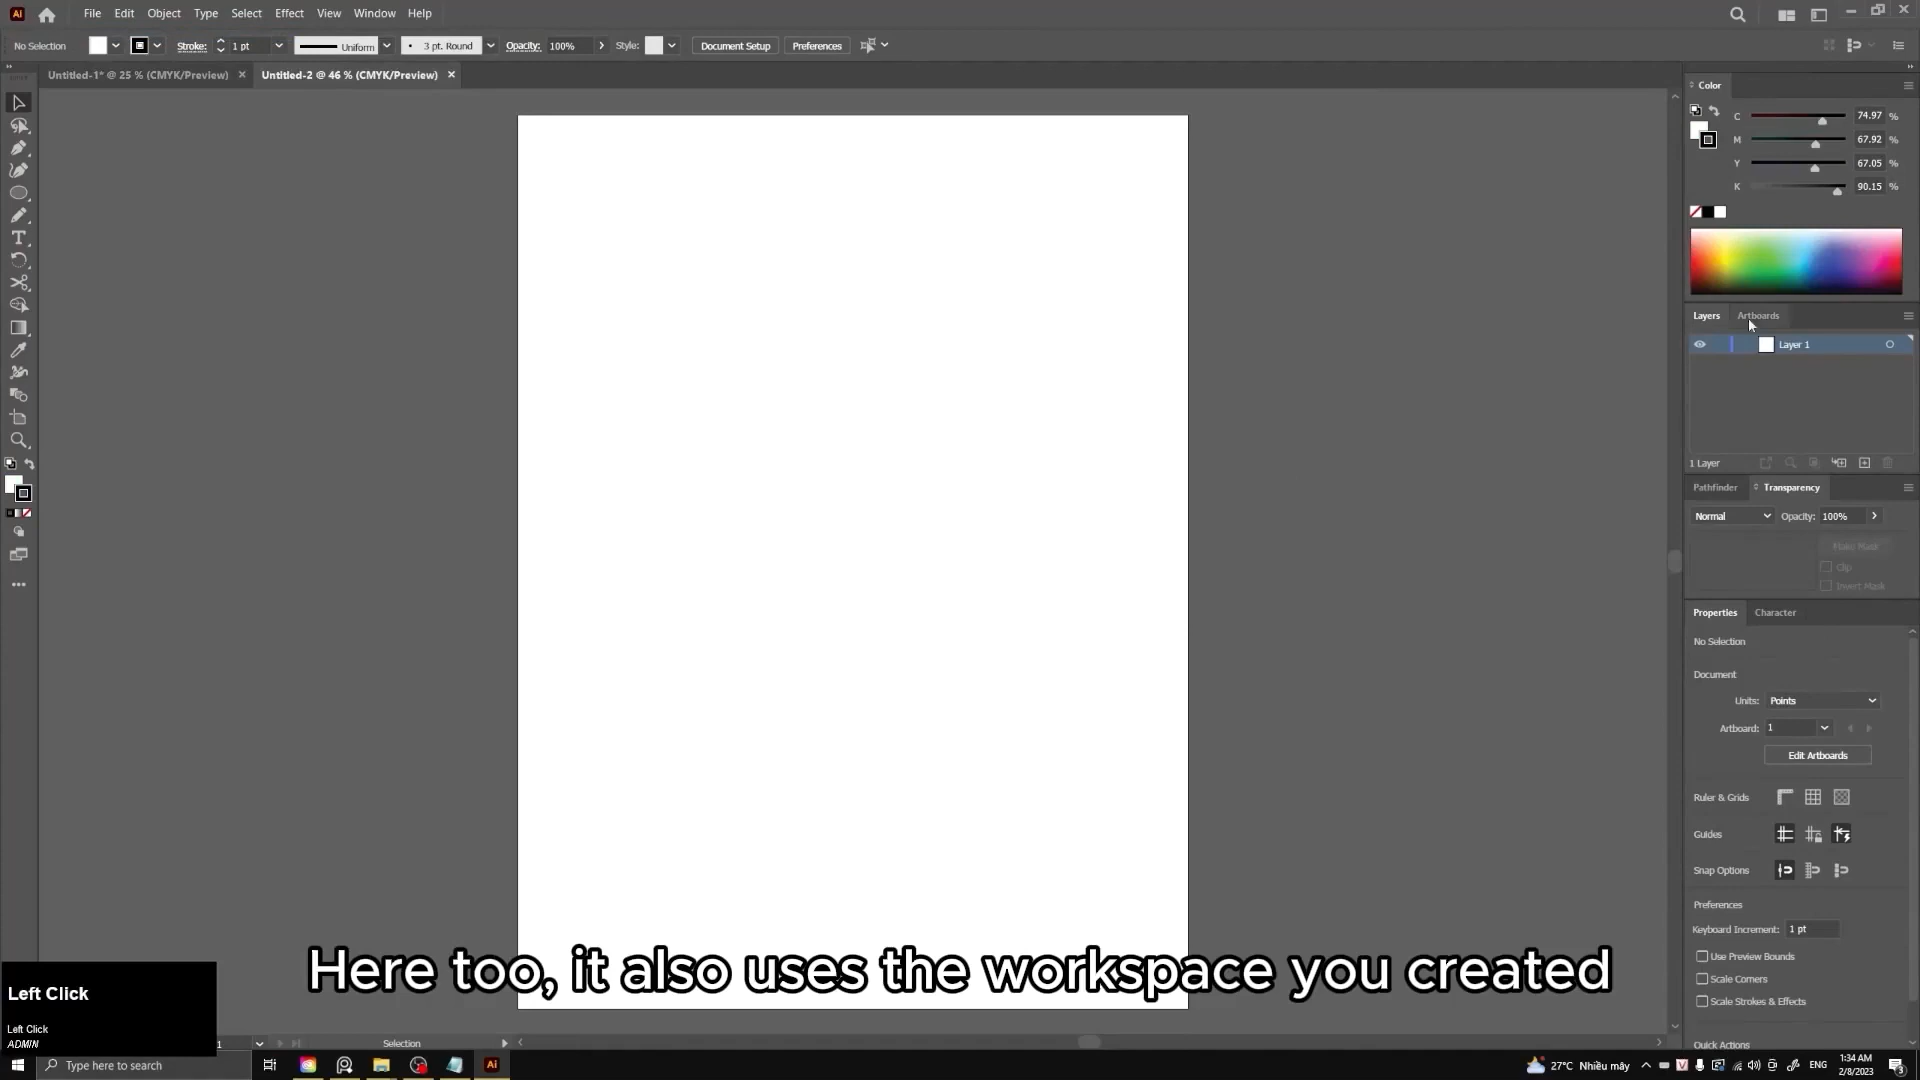 Ai File Edit Object Type Select Effect View Window Help
No Selection Stroke: 1 pt Uniform 3 pt. Round Opacity: 100% Style: Document Setup Preferences
Untitled-1* @ 25 % (CMYK/Preview) Untitled-2 @ 46 % (CMYK/Preview)
Color
C 74.97 %
M 67.92 %
Y 67.05 %
K 90.15 %
Layers Artboards
Layer 1
1 Layer
Pathfinder Transparency
Normal Opacity: 100%
Make Mask
Clip
Invert Mask
Properties Character
No Selection
Document
Units: Points
Artboard: 1
Edit Artboards
Ruler & Grids
Guides
Snap Options
Preferences
Keyboard Increment: 1 pt
Use Preview Bounds
Scale Corners
Scale Strokes & Effects
Quick Actions
Here too, it also uses the workspace you created
Left Click
Left Click
ADMIN
1 Selection
Type here to search
Ai
27°C Nhiều mây ENG 1:34 AM
2/8/2023
3